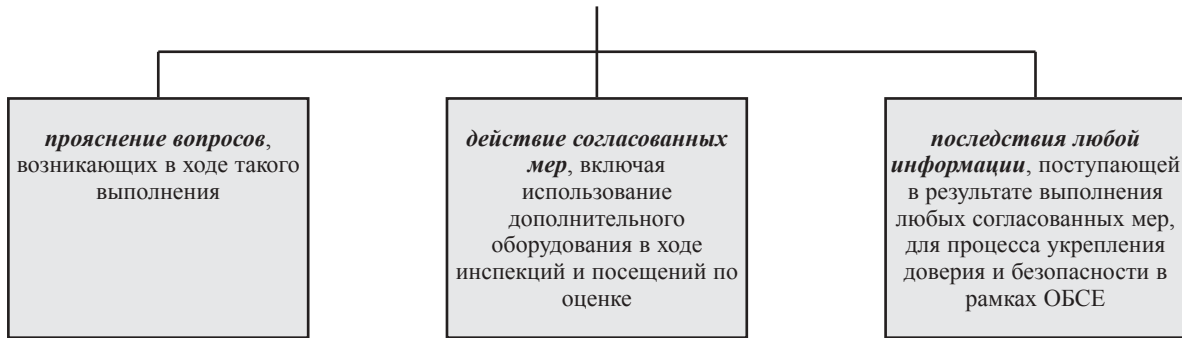 прояснение вопросов,
возникающих в ходе такого
выполнения
действие согласованных
мер, включая
использование
дополнительного
оборудования в ходе
инспекций и посещений по
оценке
последствия любой
информации, поступающей
в результате выполнения
любых согласованных мер,
для процесса укрепления
доверия и безопасности в
рамках ОБСЕ